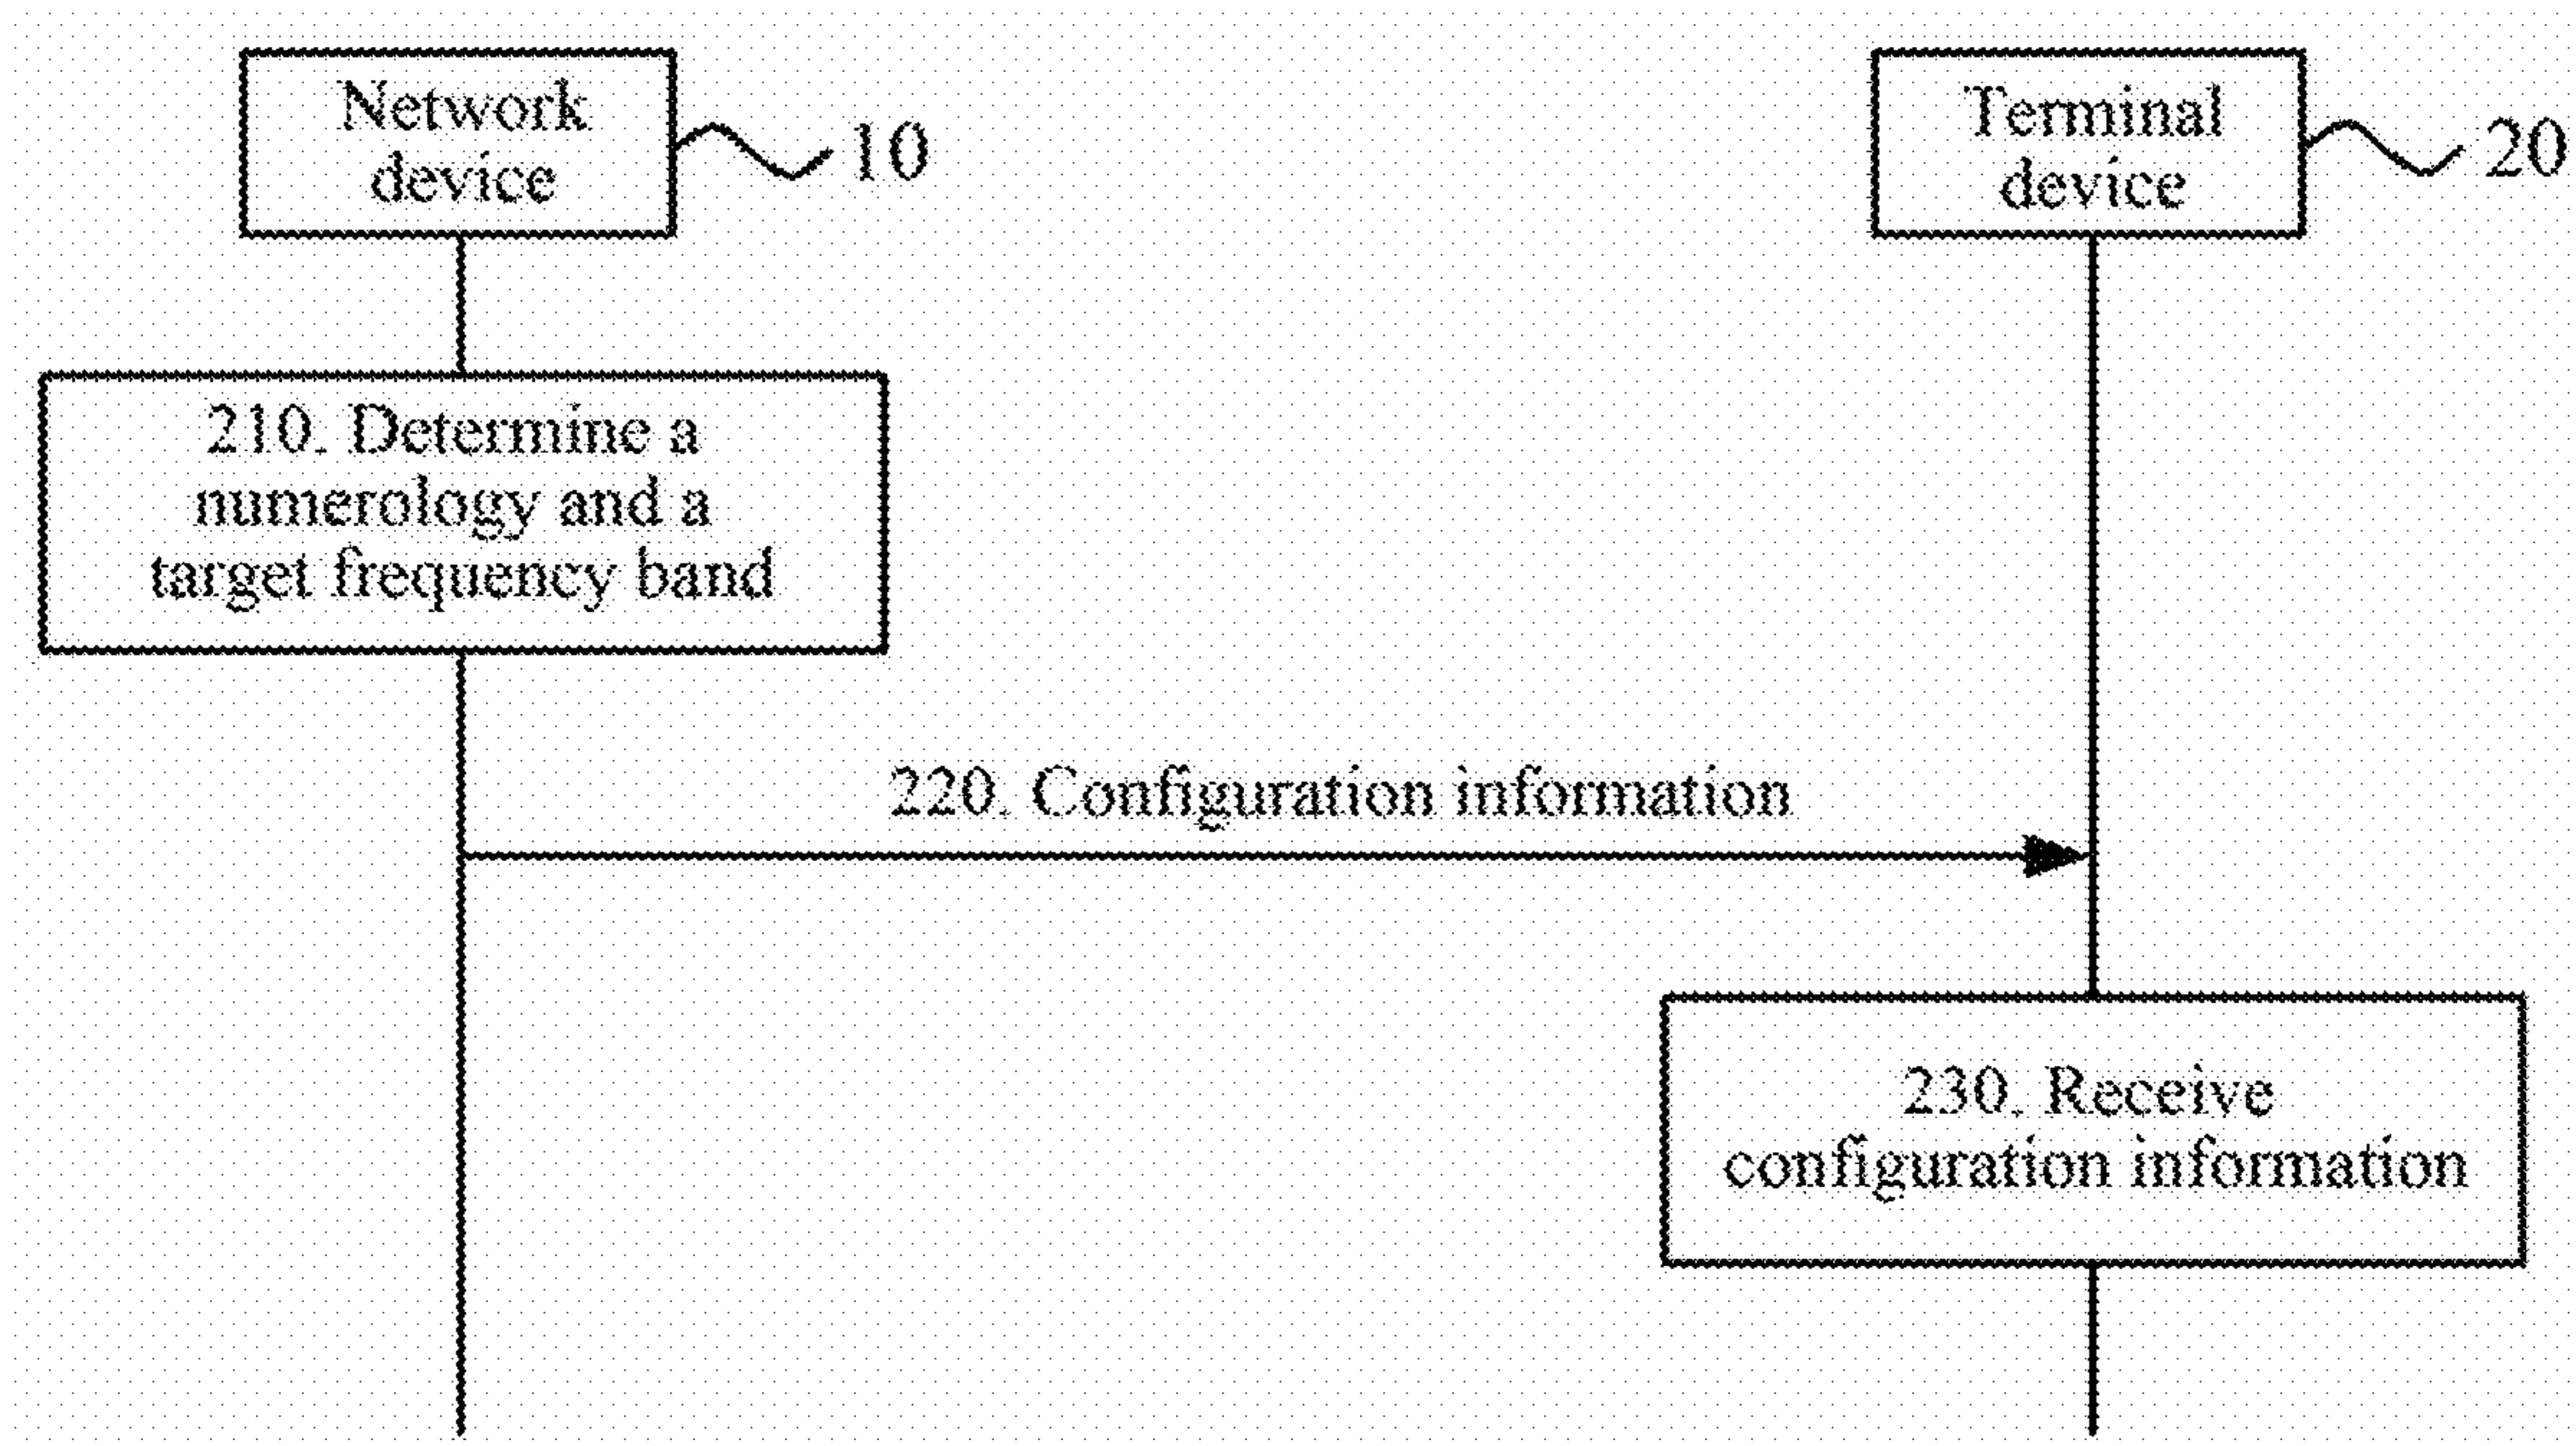 Network
device
10
Terminal
device
20
210. Determine a
numerology and a
target frequency band
220. Configuration information
230. Receive
configuration information